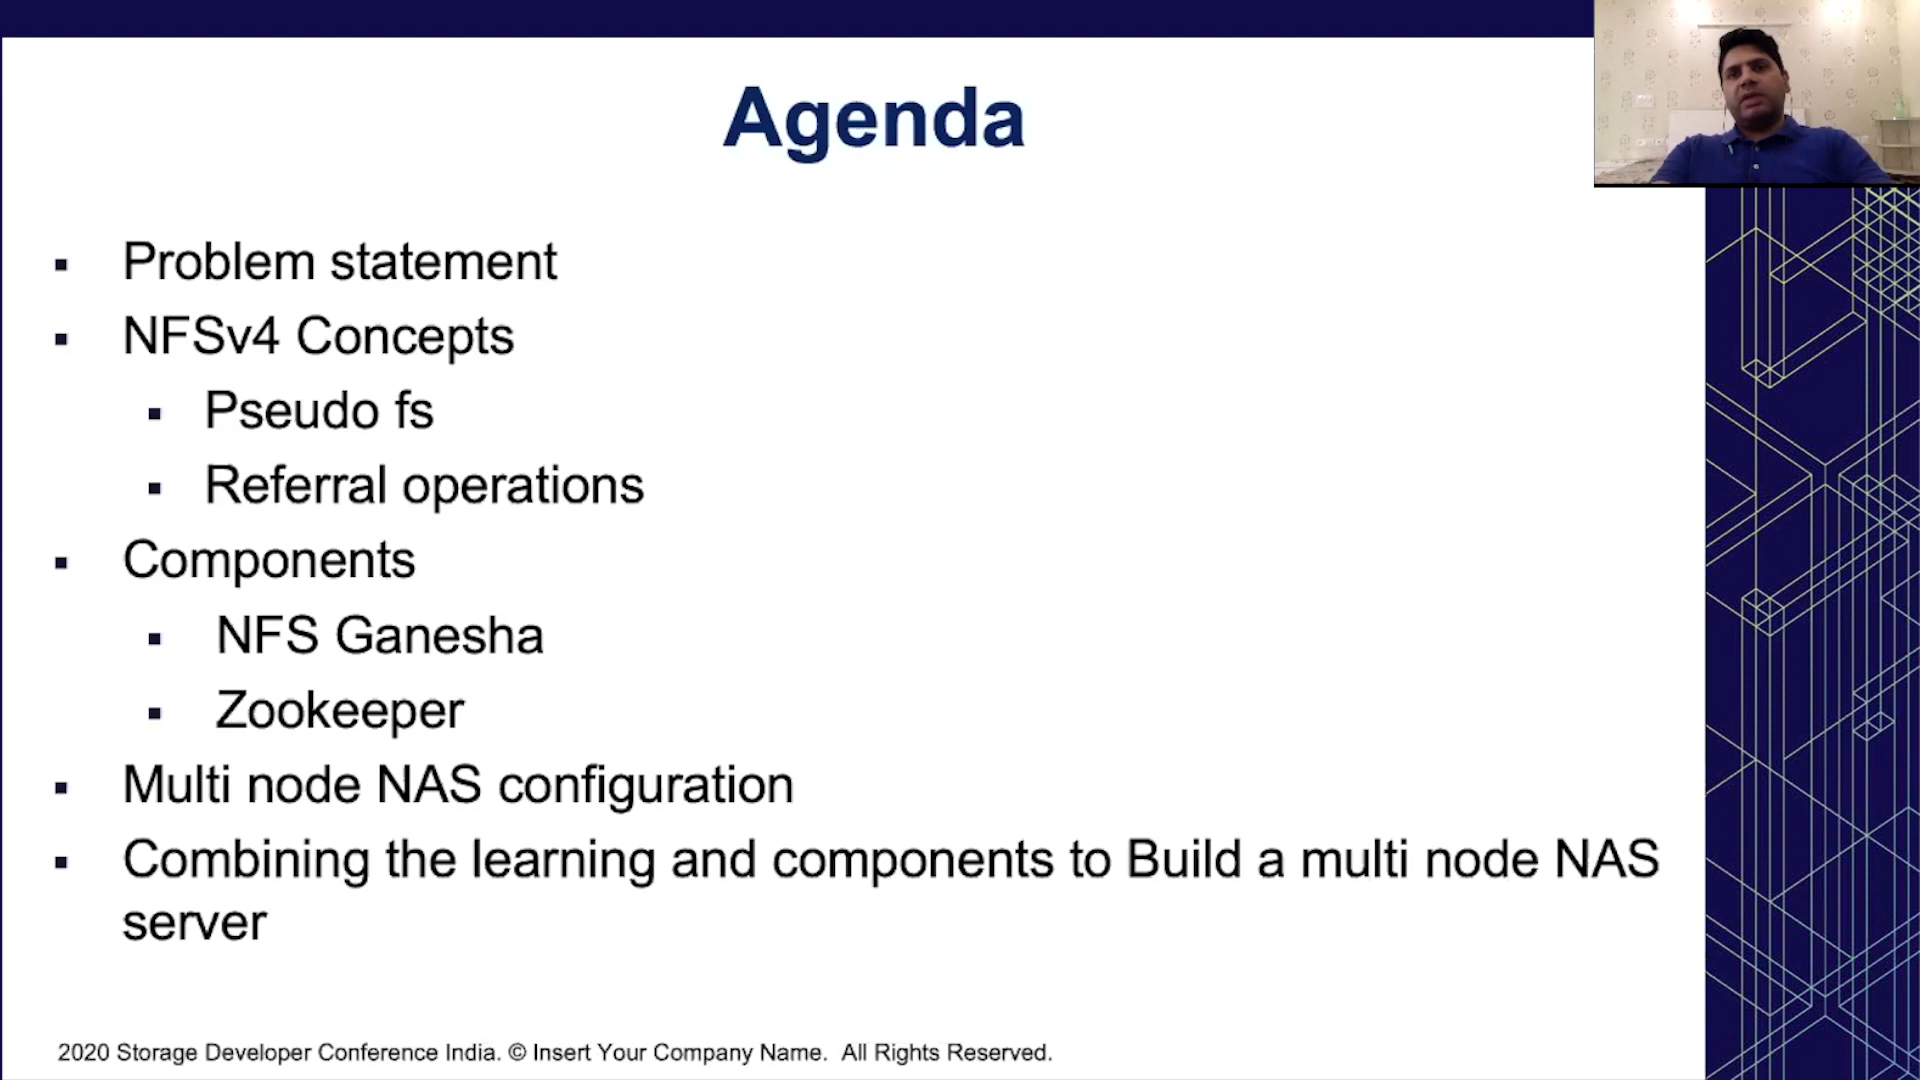 Agenda
▪ Problem statement
▪ NFSv4 Concepts
▪ Pseudo fs
▪ Referral operations
▪ Components
▪ NFS Ganesha
▪ Zookeeper
▪ Multi node NAS configuration
▪ Combining the learning and components to Build a multi node NAS
server
2020 Storage Developer Conference India. © Insert Your Company Name.  All Rights Reserved.